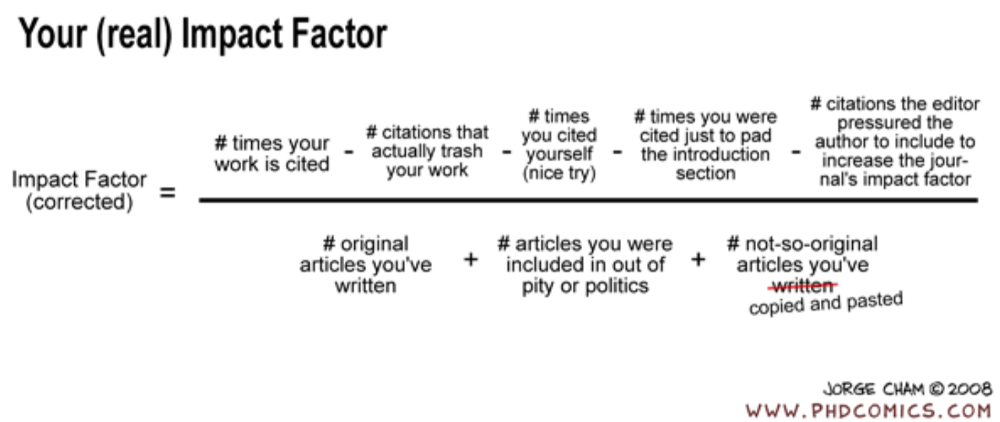 Your (real) Impact Factor
Impact Factor
(corrected)
=
# times your
work is cited
-
# citations that
actually trash
your work
-
# times
you cited
yourself
(nice try)
-
# times you were
cited just to pad
the introduction
section
-
# citations the editor
pressured the
author to include to
increase the jour-
nal's impact factor
# original
articles you've
written
+
# articles you were
included in out of
pity or politics
+
# not-so-original
articles you've
written
copied and pasted
JORGE CHAM © 2008
WWW.PHDCOMICS.COM